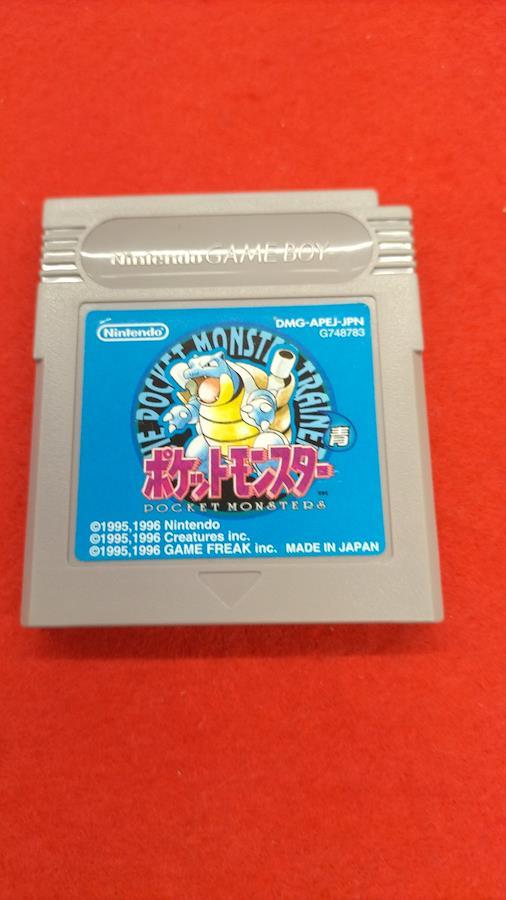 Nintendo GAME BOY
Nintendo
DMG-APEJ-JPN
G748783
POCKET MONSTER TRAINER
青
ポケットモンスター
TM
POCKET MONSTERS
©1995,1996 Nintendo
©1995,1996 Creatures inc.
©1995,1996 GAME FREAK inc. MADE IN JAPAN